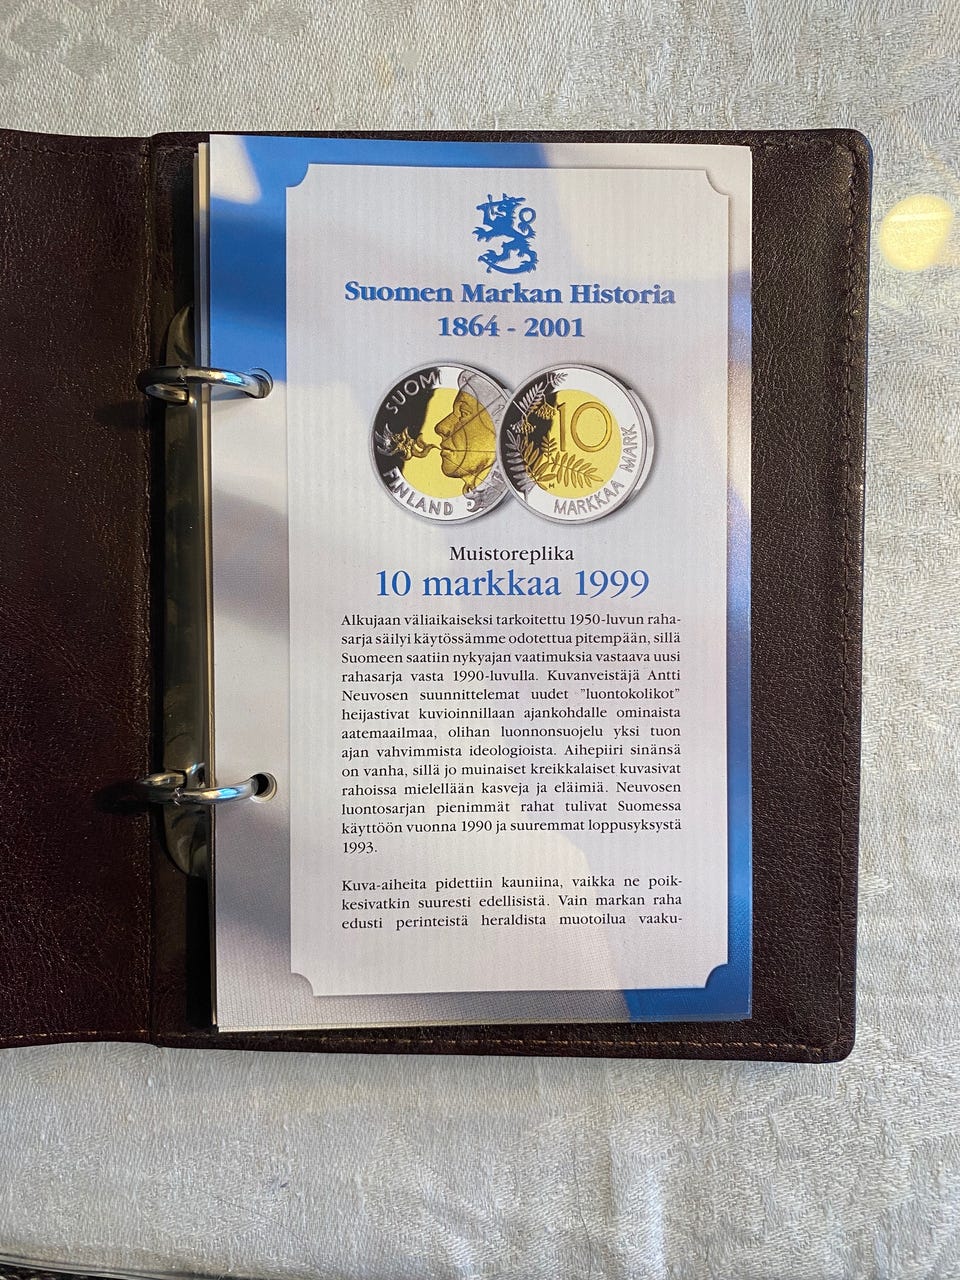 Suomen Markan Historia
1864 - 2001
SUOMI
FINLAND
10
MARKKAA MARK
M
Muistoreplika
10 markkaa 1999
Alkujaan väliaikaiseksi tarkoitettu 1950-luvun raha-
sarja säilyi käytössämme odotettua pitempään, sillä
Suomeen saatiin nykyajan vaatimuksia vastaava uusi
rahasarja vasta 1990-luvulla. Kuvanveistäjä Antti
Neuvosen suunnittelemat uudet ”luontokolikot”
heijastivat kuvioinnillaan ajankohdalle ominaista
aatemaailmaa, olihan luonnonsuojelu yksi tuon
ajan vahvimmista ideologioista. Aihepiiri sinänsä
on vanha, sillä jo muinaiset kreikkalaiset kuvasivat
rahoissa mielellään kasveja ja eläimiä. Neuvosen
luontosarjan pienimmät rahat tulivat Suomessa
käyttöön vuonna 1990 ja suuremmat loppusyksystä
1993.
Kuva-aiheita pidettiin kauniina, vaikka ne poik-
kesivatkin suuresti edellisistä. Vain markan raha
edusti perinteistä heraldista muotoilua vaaku-